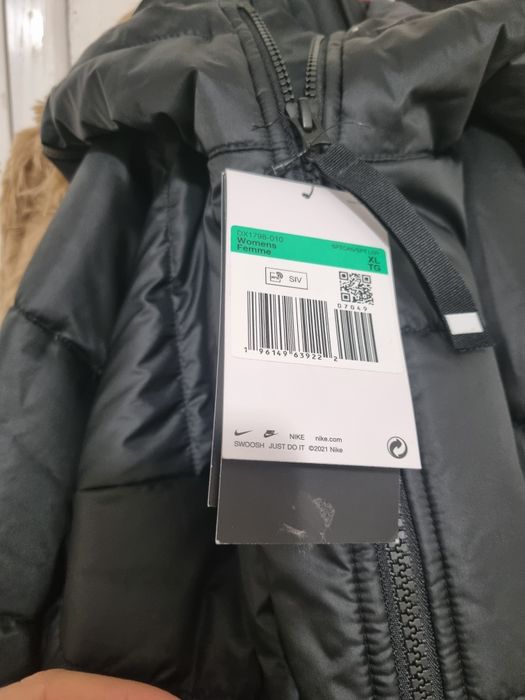 DX1798-010
Womens
Femme
XL
TG
SIV
07049
1 96149 63922 2
NIKE nike.com
SWOOSH JUST DO IT ©2021 Nike